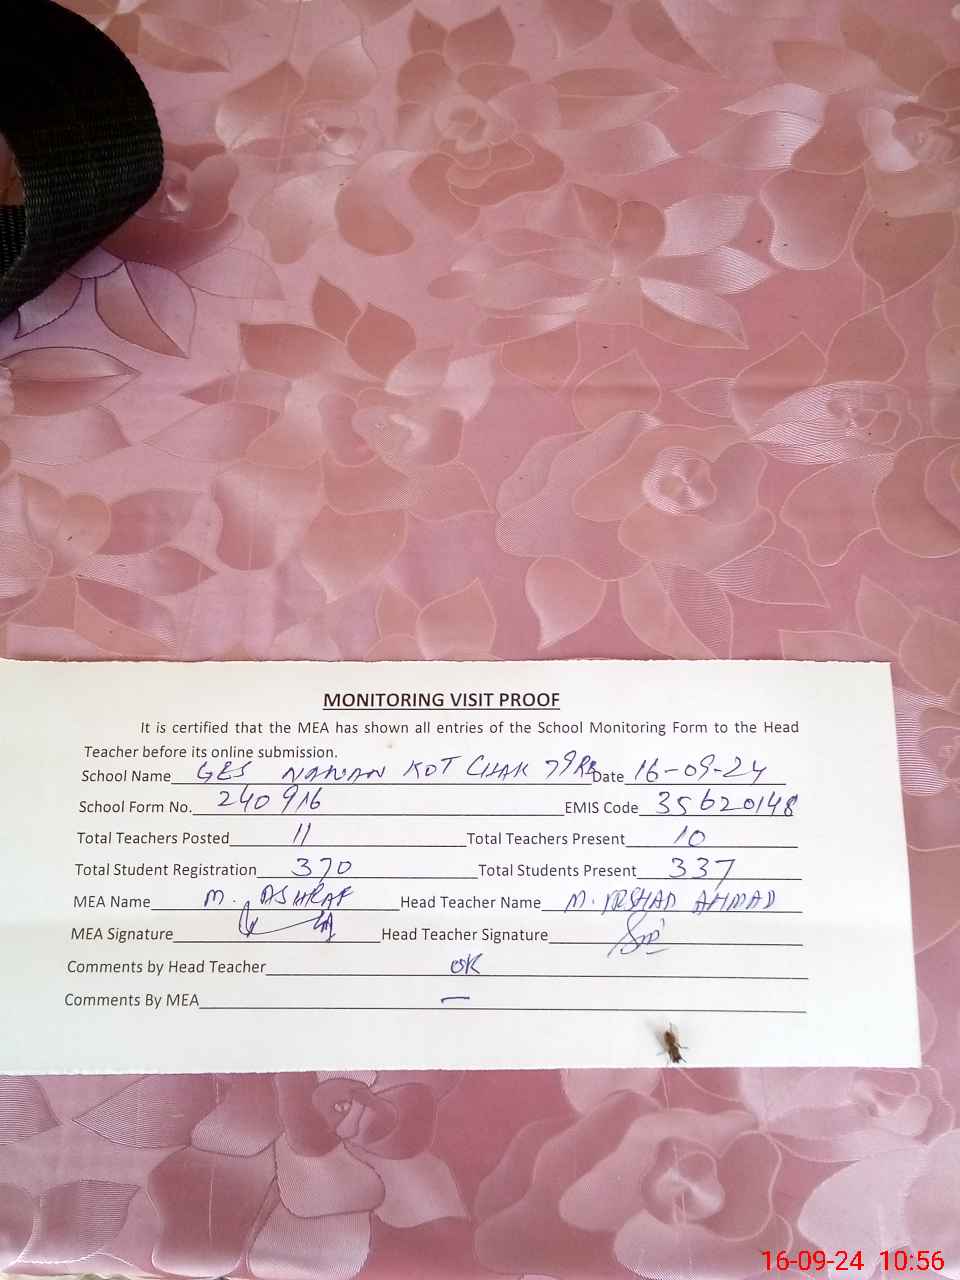 MONITORING VISIT PROOF
It is certified that the MEA has shown all entries of the School Monitoring Form to the Head
Teacher before its online submission.
School Name GES NAWAN KOT CHAK 79RB Date 16-09-24
School Form No. 240916 EMIS Code 35620148
Total Teachers Posted 11 Total Teachers Present 10
Total Student Registration 370 Total Students Present 337
MEA Name M. ASHRAF Head Teacher Name M. IRSHAD AHMAD
MEA Signature Head Teacher Signature
Comments by Head Teacher OK
Comments By MEA —
16-09-24 10:56